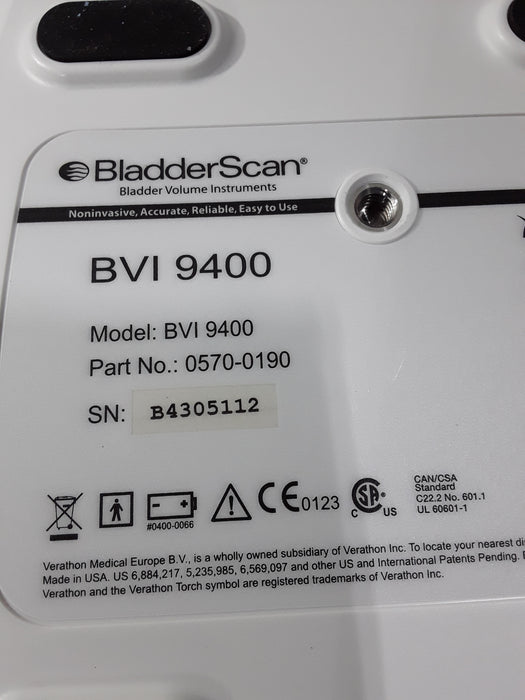 BladderScan®
Bladder Volume Instruments
Noninvasive, Accurate, Reliable, Easy to Use
BVI 9400
Model: BVI 9400
Part No.: 0570-0190
SN: B4305112
#0400-0066
CE 0123
CSA
C US
CAN/CSA
Standard
C22.2 No. 601.1
UL 60601-1
Verathon Medical Europe B.V., is a wholly owned subsidiary of Verathon Inc. To locate your nearest
Made in USA. US 6,884,217, 5,235,985, 6,569,097 and other US and International Patents Pending.
Verathon and the Verathon Torch symbol are registered trademarks of Verathon Inc.